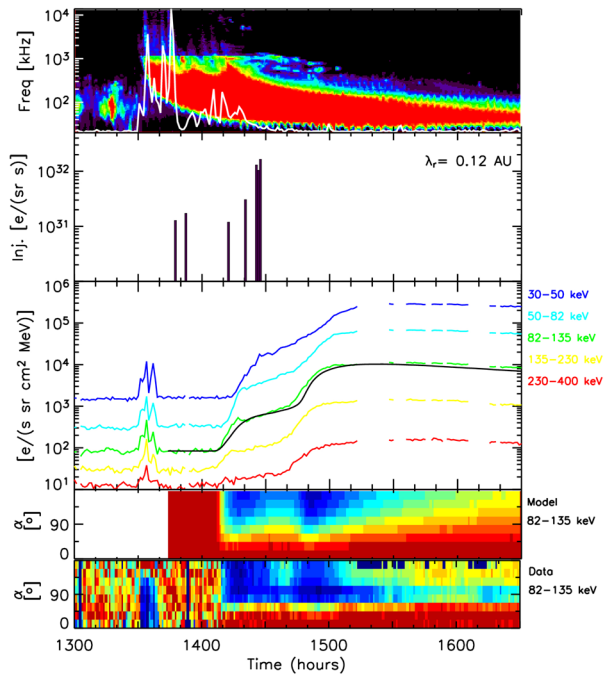 Freq [kHz]
10⁴
10³
10²
Inj. [e/(sr s)]
10³²
10³¹
λᵣ= 0.12 AU
[e/(s sr cm² MeV)]
10⁶
10⁵
10⁴
10³
10²
10¹
30–50 keV
50–82 keV
82–135 keV
135–230 keV
230–400 keV
α [°]
90
0
Model
82–135 keV
α [°]
90
0
Data
82–135 keV
1300 1400 1500 1600
Time (hours)